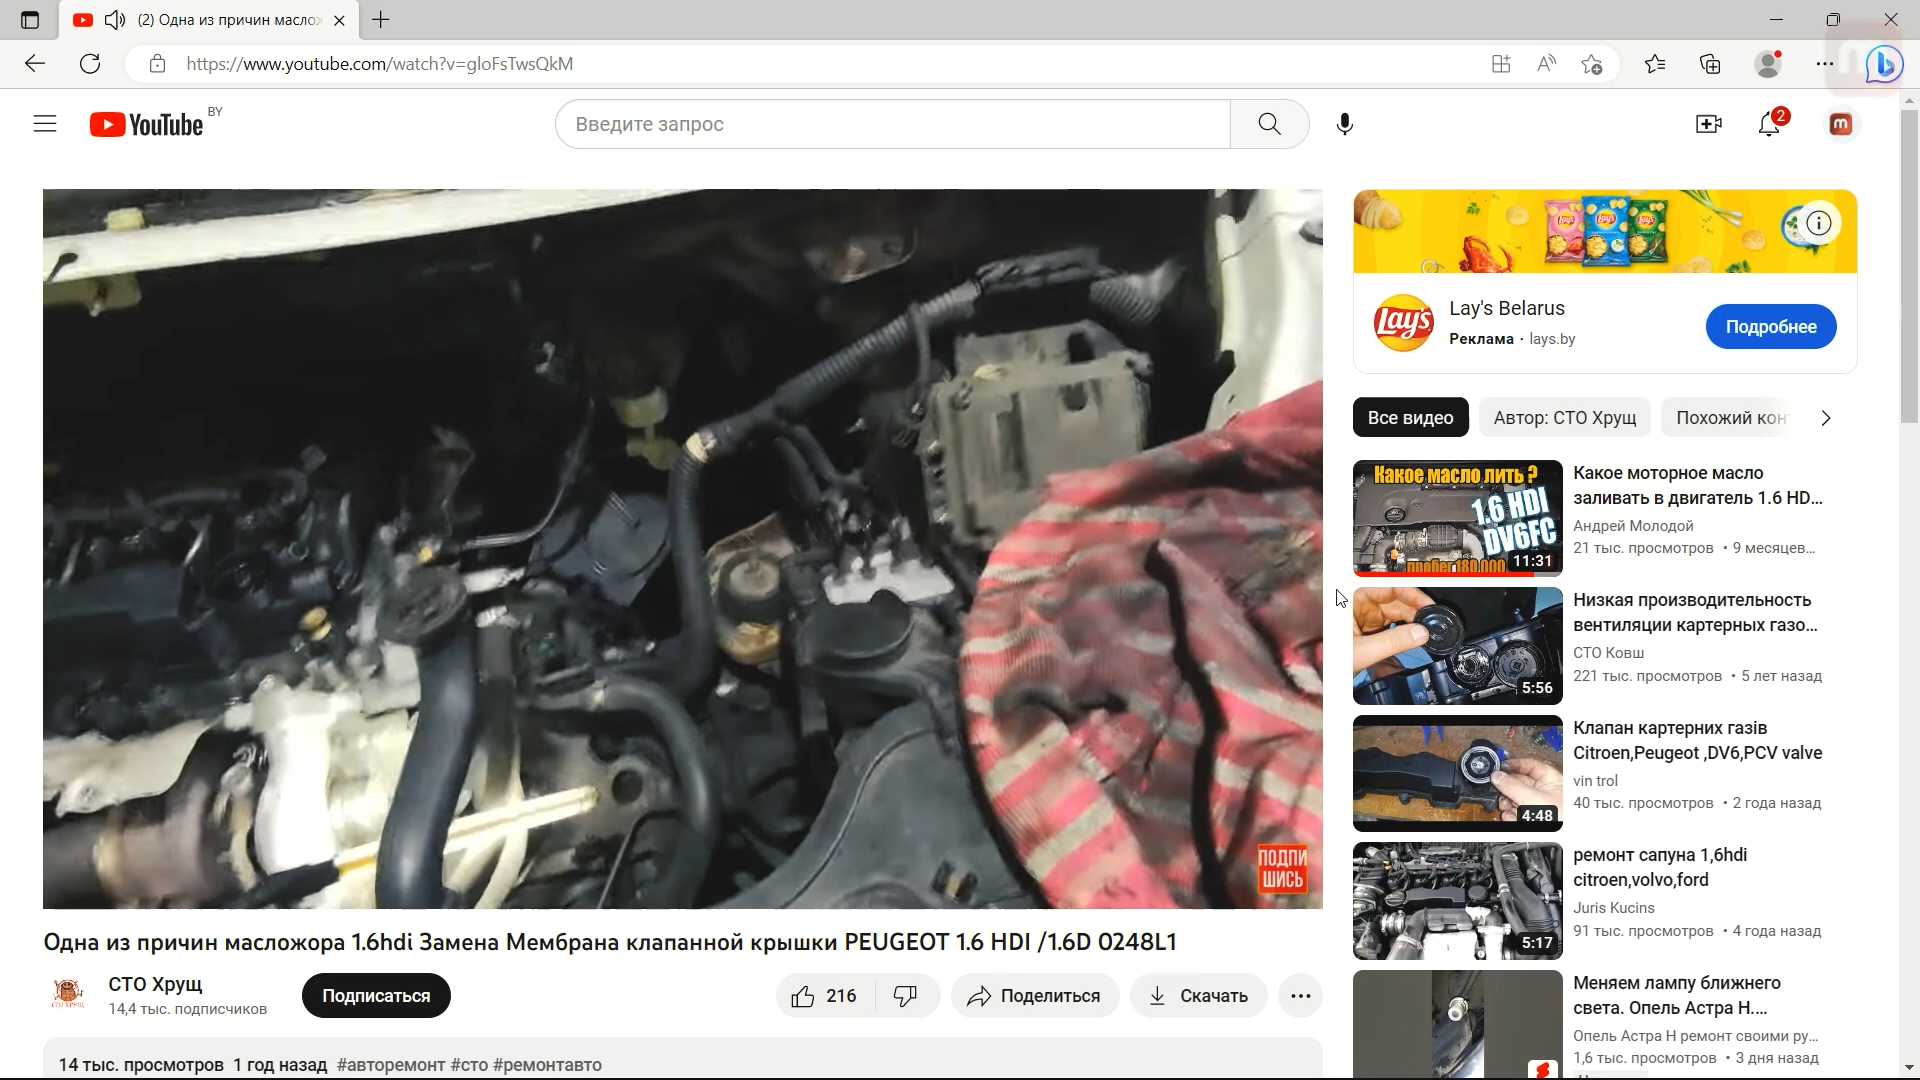 (2) Одна из причин масло
https://www.youtube.com/watch?v=gloFsTwsQkM
YouTube BY
Введите запрос
2
m
Lay's
Lay's Belarus
Реклама · lays.by
Подробнее
Все видео
Автор: СТО Хрущ
Похожий кон
Какое масло лить ?
1.6 HDI
DV6FC
пробег 180 000
11:31
Какое моторное масло
заливать в двигатель 1.6 HD...
Андрей Молодой
21 тыс. просмотров • 9 месяцев...
5:56
Низкая производительность
вентиляции картерных газо...
СТО Ковш
221 тыс. просмотров • 5 лет назад
4:48
Клапан картерних газів
Citroen,Peugeot ,DV6,PCV valve
vin trol
40 тыс. просмотров • 2 года назад
5:17
ремонт сапуна 1,6hdi
citroen,volvo,ford
Juris Kucins
91 тыс. просмотров • 4 года назад
Меняем лампу ближнего
света. Опель Астра H....
Опель Астра Н ремонт своими ру...
1,6 тыс. просмотров • 3 дня назад
ПОДПИ
ШИСЬ
Одна из причин масложора 1.6hdi Замена Мембрана клапанной крышки PEUGEOT 1.6 HDI /1.6D 0248L1
СТО ХРУЩ
СТО Хрущ
14,4 тыс. подписчиков
Подписаться
216
Поделиться
Скачать
14 тыс. просмотров 1 год назад #авторемонт #сто #ремонтавто